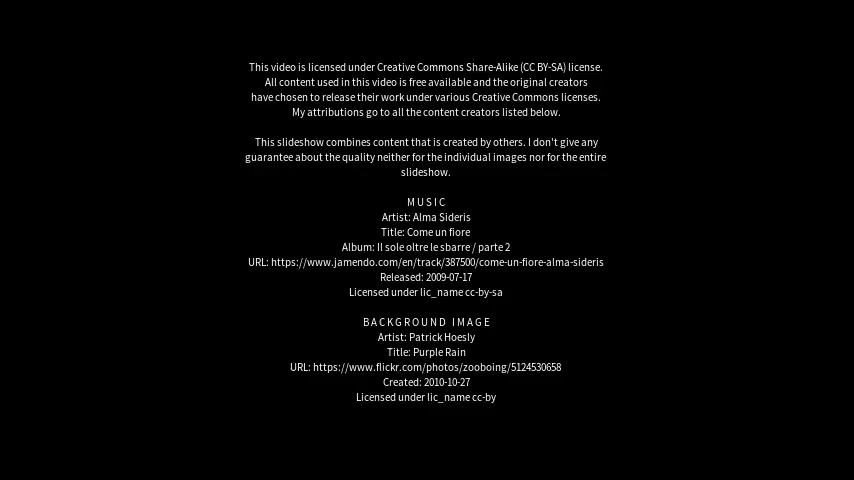 This video is licensed under Creative Commons Share-Alike (CC BY-SA) license.
All content used in this video is free available and the original creators
have chosen to release their work under various Creative Commons licenses.
My attributions go to all the content creators listed below.
This slideshow combines content that is created by others. I don't give any
guarantee about the quality neither for the individual images nor for the entire
slideshow.
MUSIC
Artist: Alma Sideris
Title: Come un fiore
Album: Il sole oltre le sbarre / parte 2
URL: https://www.jamendo.com/en/track/387500/come-un-fiore-alma-sideris
Released: 2009-07-17
Licensed under lic_name cc-by-sa
BACKGROUND IMAGE
Artist: Patrick Hoesly
Title: Purple Rain
URL: https://www.flickr.com/photos/zooboing/5124530658
Created: 2010-10-27
Licensed under lic_name cc-by